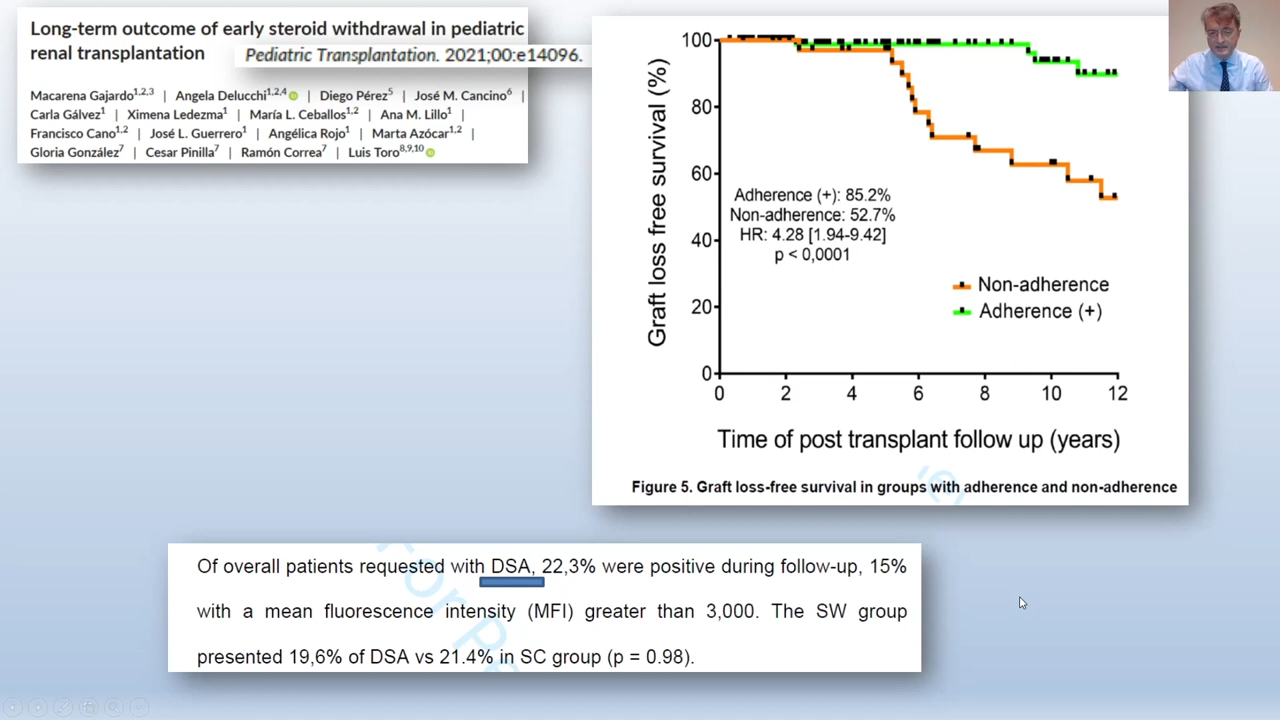 Long-term outcome of early steroid withdrawal in pediatric
renal transplantation
Pediatric Transplantation. 2021;00:e14096.
Macarena Gajardo1,2,3 | Angela Delucchi1,2,4 | Diego Pérez5 | José M. Cancino6 |
Carla Gálvez1 | Ximena Ledezma1 | María L. Ceballos1,2 | Ana M. Lillo1 |
Francisco Cano1,2 | José L. Guerrero1 | Angélica Rojo1 | Marta Azócar1,2 |
Gloria González7 | Cesar Pinilla7 | Ramón Correa7 | Luis Toro8,9,10
Graft loss free survival (%)
100
80
60
40
20
0
Adherence (+): 85.2%
Non-adherence: 52.7%
HR: 4.28 [1.94-9.42]
p < 0,0001
Non-adherence
Adherence (+)
0 2 4 6 8 10 12
Time of post transplant follow up (years)
Figure 5. Graft loss-free survival in groups with adherence and non-adherence
Of overall patients requested with DSA, 22,3% were positive during follow-up, 15%
with a mean fluorescence intensity (MFI) greater than 3,000. The SW group
presented 19,6% of DSA vs 21.4% in SC group (p = 0.98).